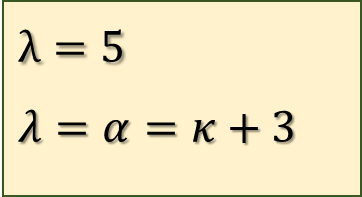 λ = 5
λ = α = κ + 3